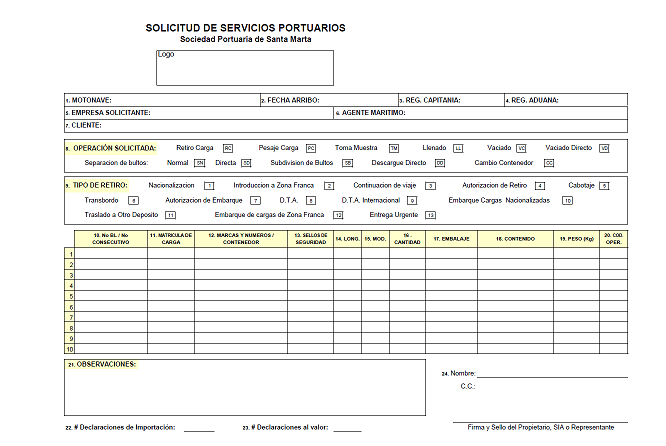 SOLICITUD DE SERVICIOS PORTUARIOS
Sociedad Portuaria de Santa Marta
Logo
1. MOTONAVE: 2. FECHA ARRIBO: 3. REG. CAPITANIA: 4. REG. ADUANA:
5. EMPRESA SOLICITANTE: 6. AGENTE MARITIMO:
7. CLIENTE:
8. OPERACIÓN SOLICITADA: Retiro Carga RC Pesaje Carga PC Toma Muestra TM Llenado LL Vaciado VC Vaciado Directo VD
Separacion de bultos: Normal SN Directa SD Subdivision de Bultos SB Descargue Directo DD Cambio Contenedor CC
9. TIPO DE RETIRO: Nacionalizacion 1 Introduccion a Zona Franca 2 Continuacion de viaje 3 Autorizacion de Retiro 4 Cabotaje 5
Transbordo 6 Autorizacion de Embarque 7 D.T.A. 8 D.T.A. Internacional 9 Embarque Cargas Nacionalizadas 10
Traslado a Otro Deposito 11 Embarque de cargas de Zona Franca 12 Entrega Urgente 13
10. No BL / No CONSECUTIVO 11. MATRICULA DE CARGA 12. MARCAS Y NUMEROS / CONTENEDOR 13. SELLOS DE SEGURIDAD 14. LONG. 15. MOD. 16. CANTIDAD 17. EMBALAJE 18. CONTENIDO 19. PESO (Kg) 20. COD. OPER.
1
2
3
4
5
6
7
8
9
10
21. OBSERVACIONES:
24. Nombre:
C.C.:
22. # Declaraciones de Importación: 23. # Declaraciones al valor:
Firma y Sello del Propietario, SIA o Representante